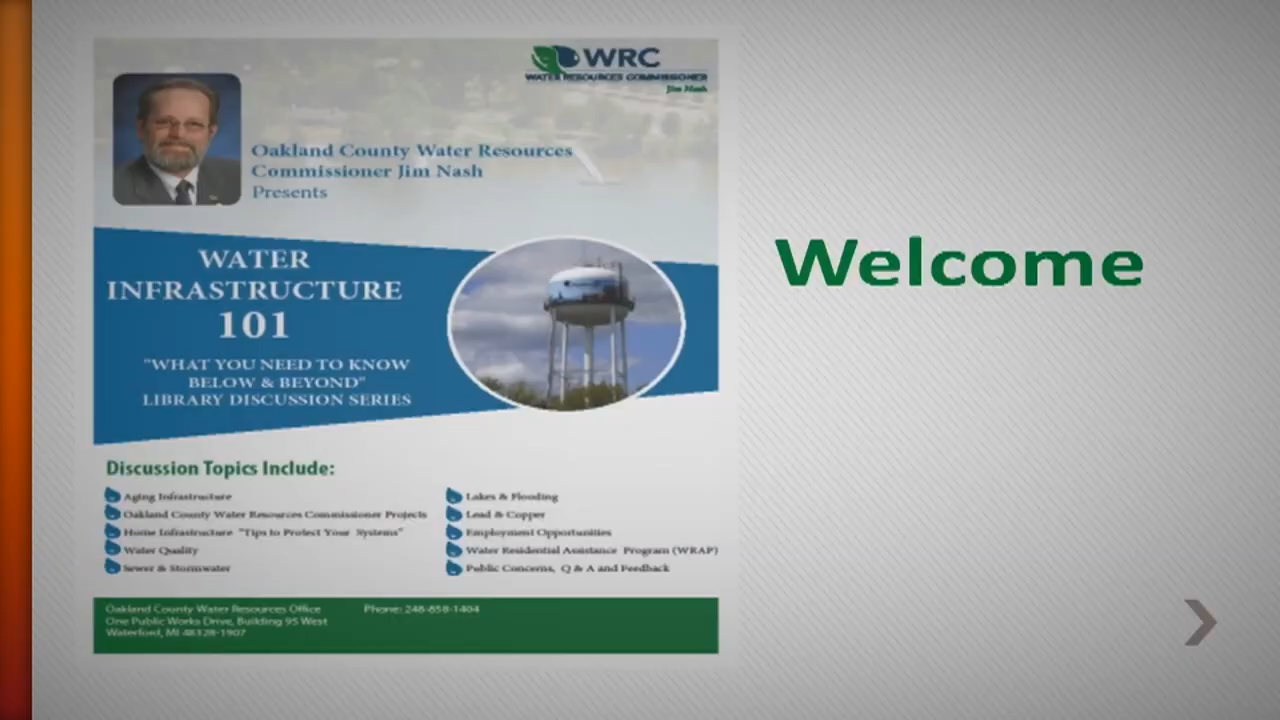 WRC
WATER RESOURCES COMMISSIONER
Jim Nash
Oakland County Water Resources
Commissioner Jim Nash
Presents
WATER
INFRASTRUCTURE
101
"WHAT YOU NEED TO KNOW
BELOW & BEYOND"
LIBRARY DISCUSSION SERIES
Welcome
Discussion Topics Include:
Aging Infrastructure
Oakland County Water Resources Commissioner Projects
Home Infrastructure "Tips to Protect Your Systems"
Water Quality
Sewer & Stormwater
Lakes & Flooding
Lead & Copper
Employment Opportunities
Water Residential Assistance Program (WRAP)
Public Concerns, Q & A and Feedback
Oakland County Water Resources Office
One Public Works Drive, Building 95 West
Waterford, MI 48328-1907
Phone: 248-858-1404